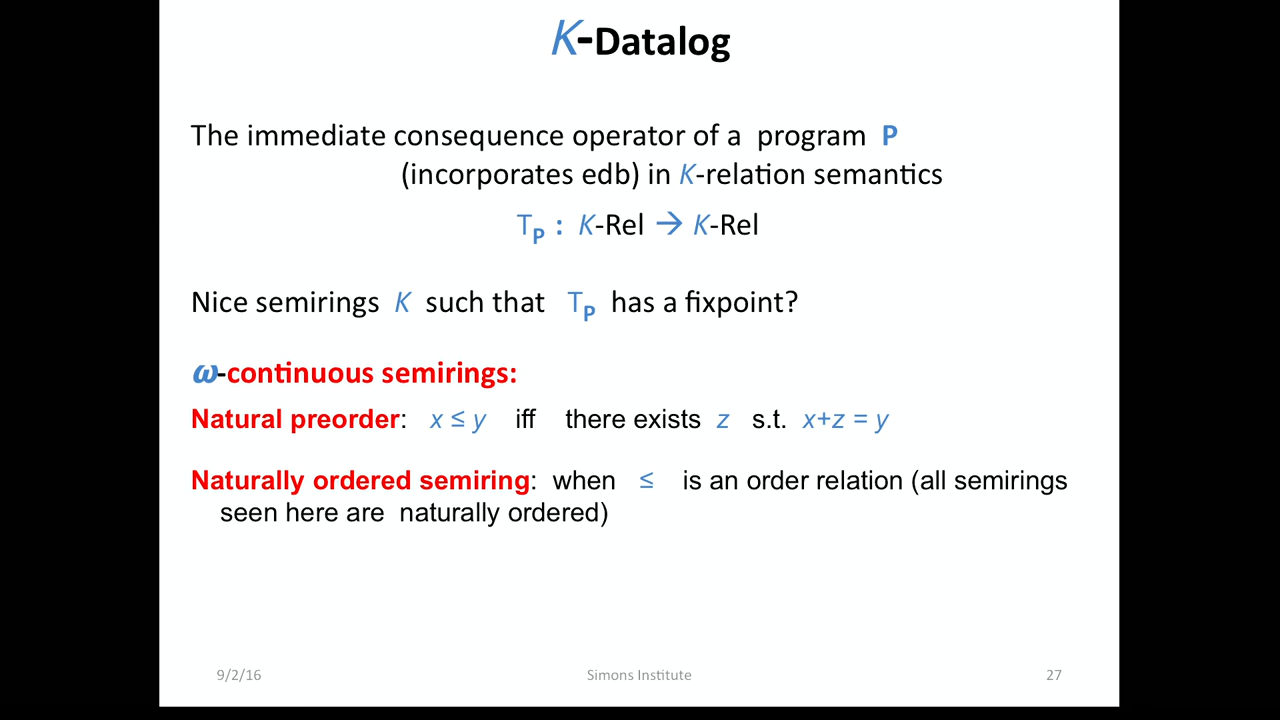 K-Datalog
The immediate consequence operator of a program P
(incorporates edb) in K-relation semantics
T_P : K-Rel → K-Rel
Nice semirings K such that T_P has a fixpoint?
ω-continuous semirings:
Natural preorder: x ≤ y iff there exists z s.t. x+z = y
Naturally ordered semiring: when ≤ is an order relation (all semirings
seen here are naturally ordered)
9/2/16 Simons Institute 27